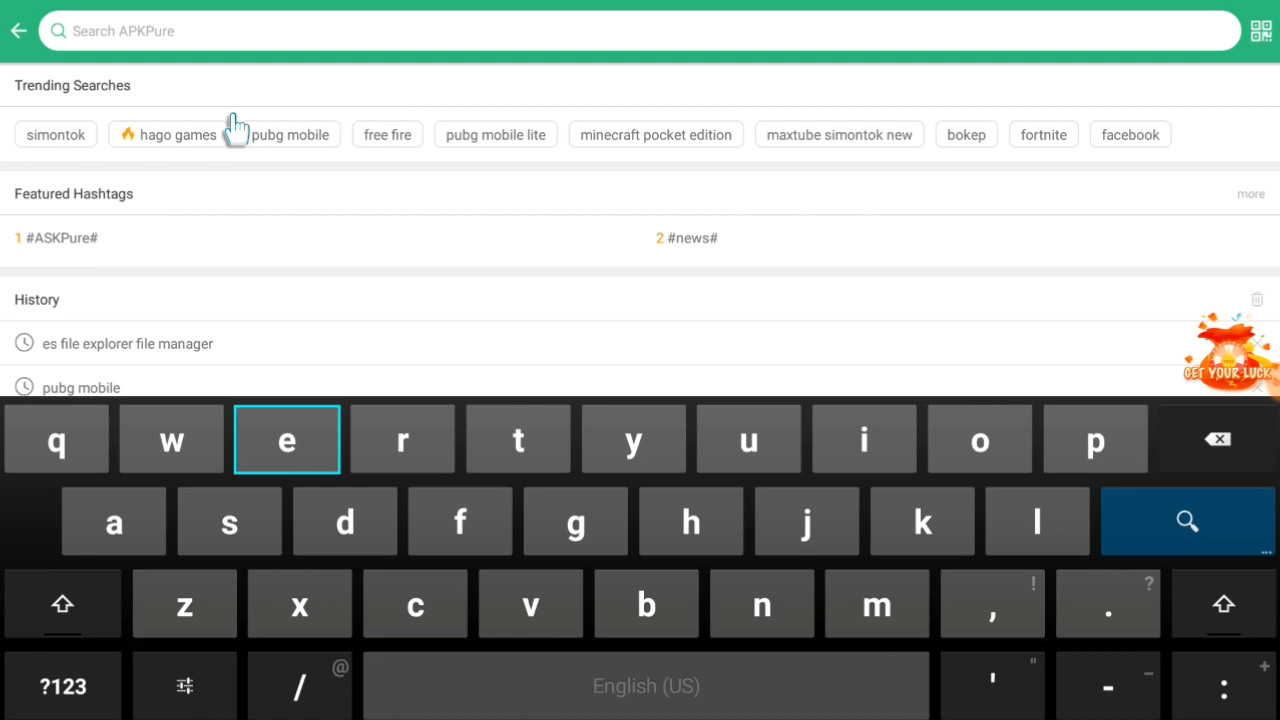 Search APKPure
Trending Searches
simontok hago games pubg mobile free fire pubg mobile lite minecraft pocket edition maxtube simontok new bokep fortnite facebook
Featured Hashtags more
1 #ASKPure# 2 #news#
History
es file explorer file manager
GET YOUR LUCK
pubg mobile
q w e r t y u i o p
a s d f g h j k l
...
! ?
z x c v b n m , .
@ " _ +
?123 / English (US) ' - :